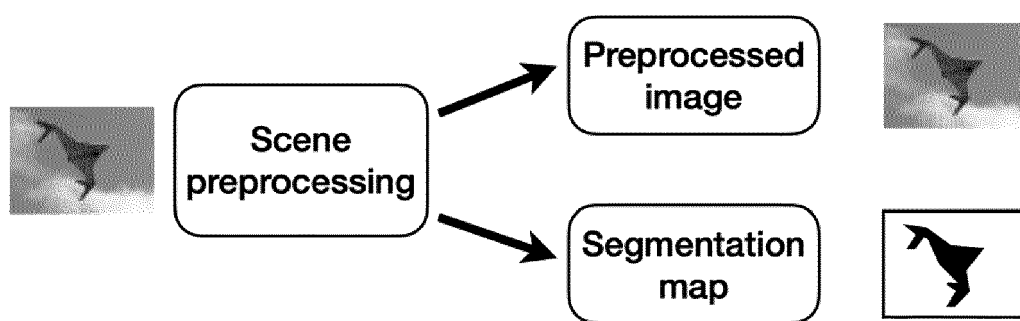 Scene
preprocessing
Preprocessed
image
Segmentation
map